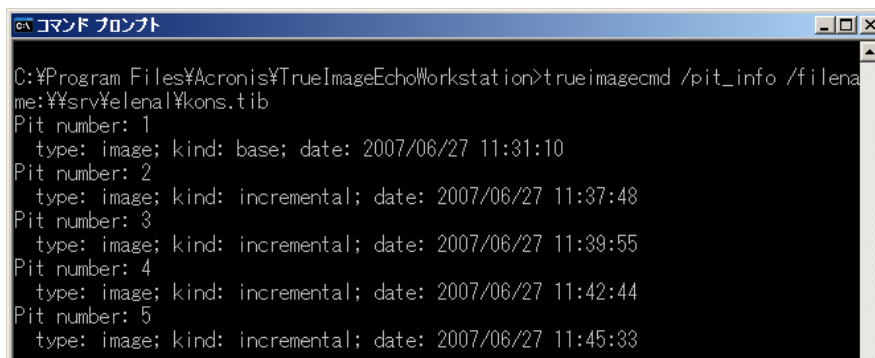 コマンド プロンプト
C:¥Program Files¥Acronis¥TrueImageEchoWorkstation>trueimagecmd /pit_info /filena
me:¥¥srv¥elenal¥kons.tib
Pit number: 1
  type: image; kind: base; date: 2007/06/27 11:31:10
Pit number: 2
  type: image; kind: incremental; date: 2007/06/27 11:37:48
Pit number: 3
  type: image; kind: incremental; date: 2007/06/27 11:39:55
Pit number: 4
  type: image; kind: incremental; date: 2007/06/27 11:42:44
Pit number: 5
  type: image; kind: incremental; date: 2007/06/27 11:45:33